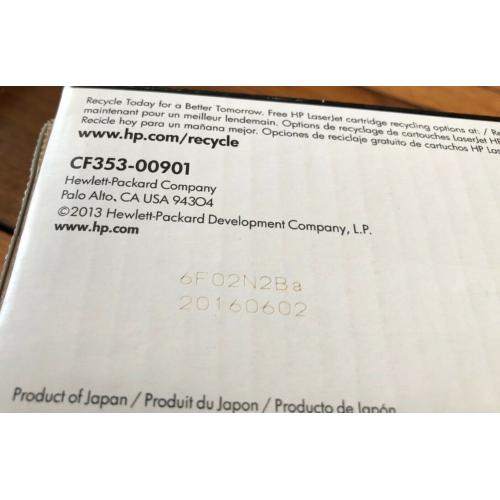 Recycle Today for a Better Tomorrow. Free HP LaserJet cartridge recycling options at: / Re
maintenant pour un meilleur lendemain. Options de recyclage de cartouches LaserJet HP
Recicle hoy para un mañana mejor. Opciones de reciclaje gratuito de cartuchos HP Las
www.hp.com/recycle
CF353-00901
Hewlett-Packard Company
Palo Alto, CA USA 94304
©2013 Hewlett-Packard Development Company, L.P.
www.hp.com
6F02N2Ba
20160602
Product of Japan / Produit du Japon / Producto de Japón